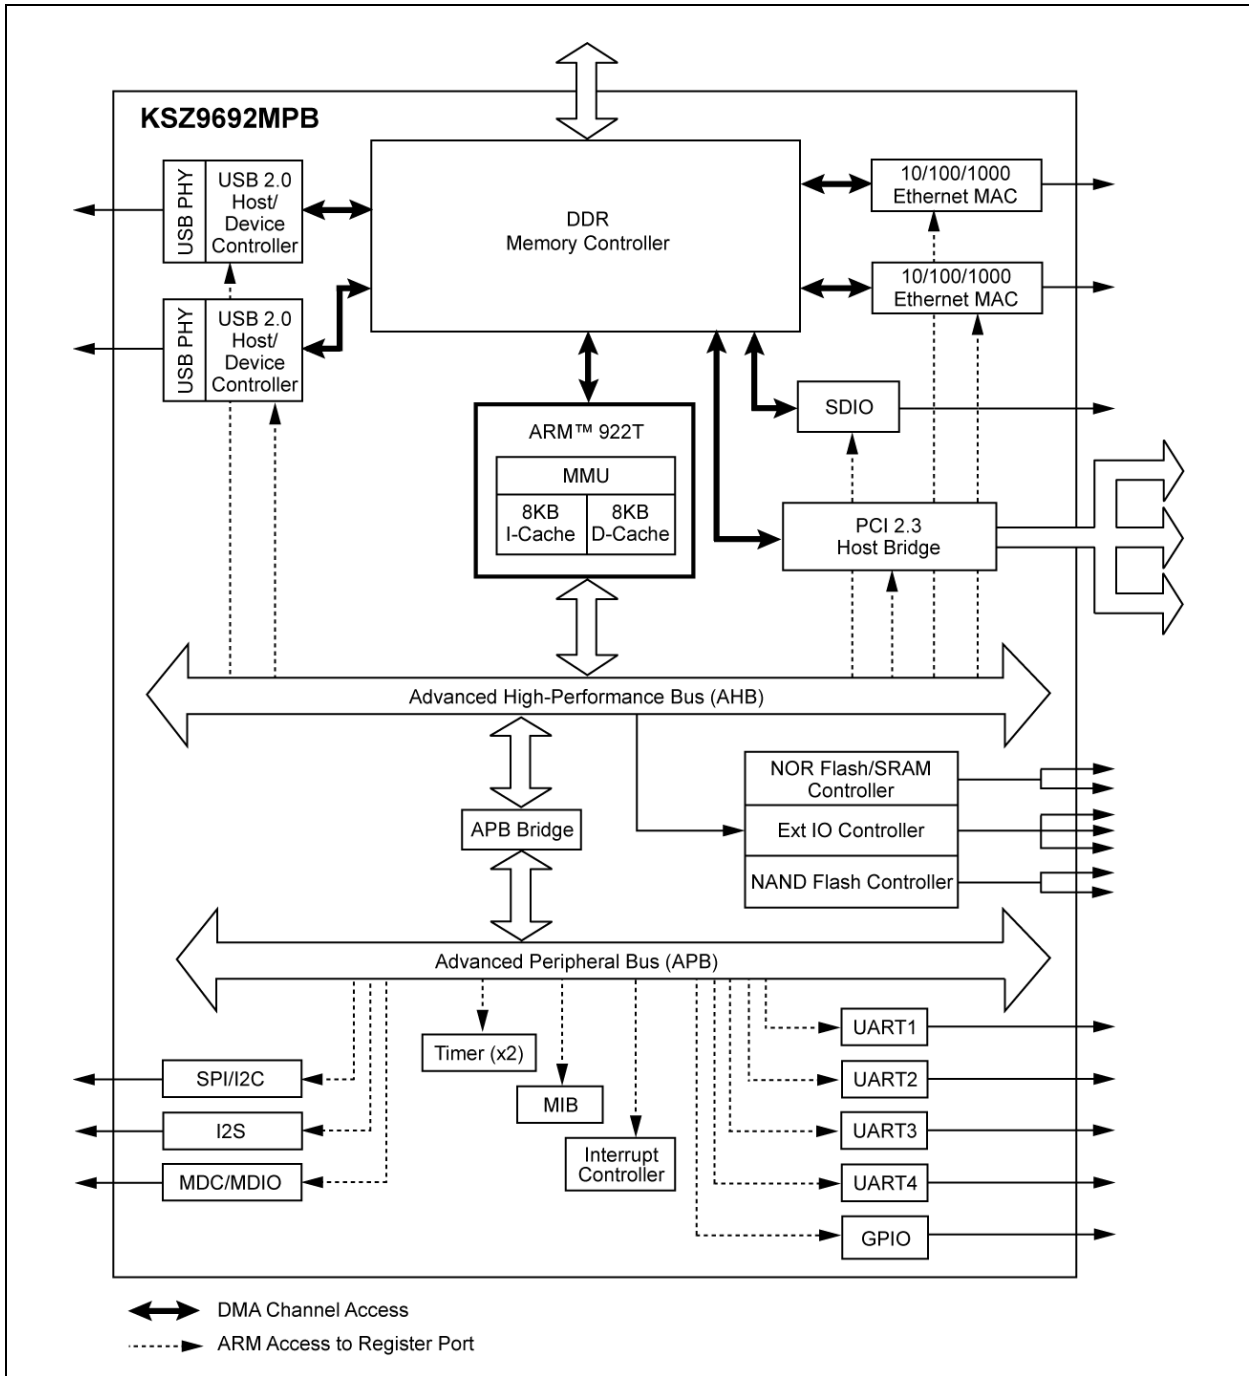 KSZ9692MPB
USB PHY
USB 2.0
Host/
Device
Controller
DDR
Memory Controller
10/100/1000
Ethernet MAC
10/100/1000
Ethernet MAC
USB PHY
USB 2.0
Host/
Device
Controller
SDIO
ARM™ 922T
MMU
8KB
I-Cache
8KB
D-Cache
PCI 2.3
Host Bridge
Advanced High-Performance Bus (AHB)
NOR Flash/SRAM
Controller
APB Bridge
Ext IO Controller
NAND Flash Controller
Advanced Peripheral Bus (APB)
UART1
Timer (x2)
SPI/I2C
UART2
MIB
I2S
UART3
Interrupt
Controller
MDC/MDIO
UART4
GPIO
DMA Channel Access
ARM Access to Register Port